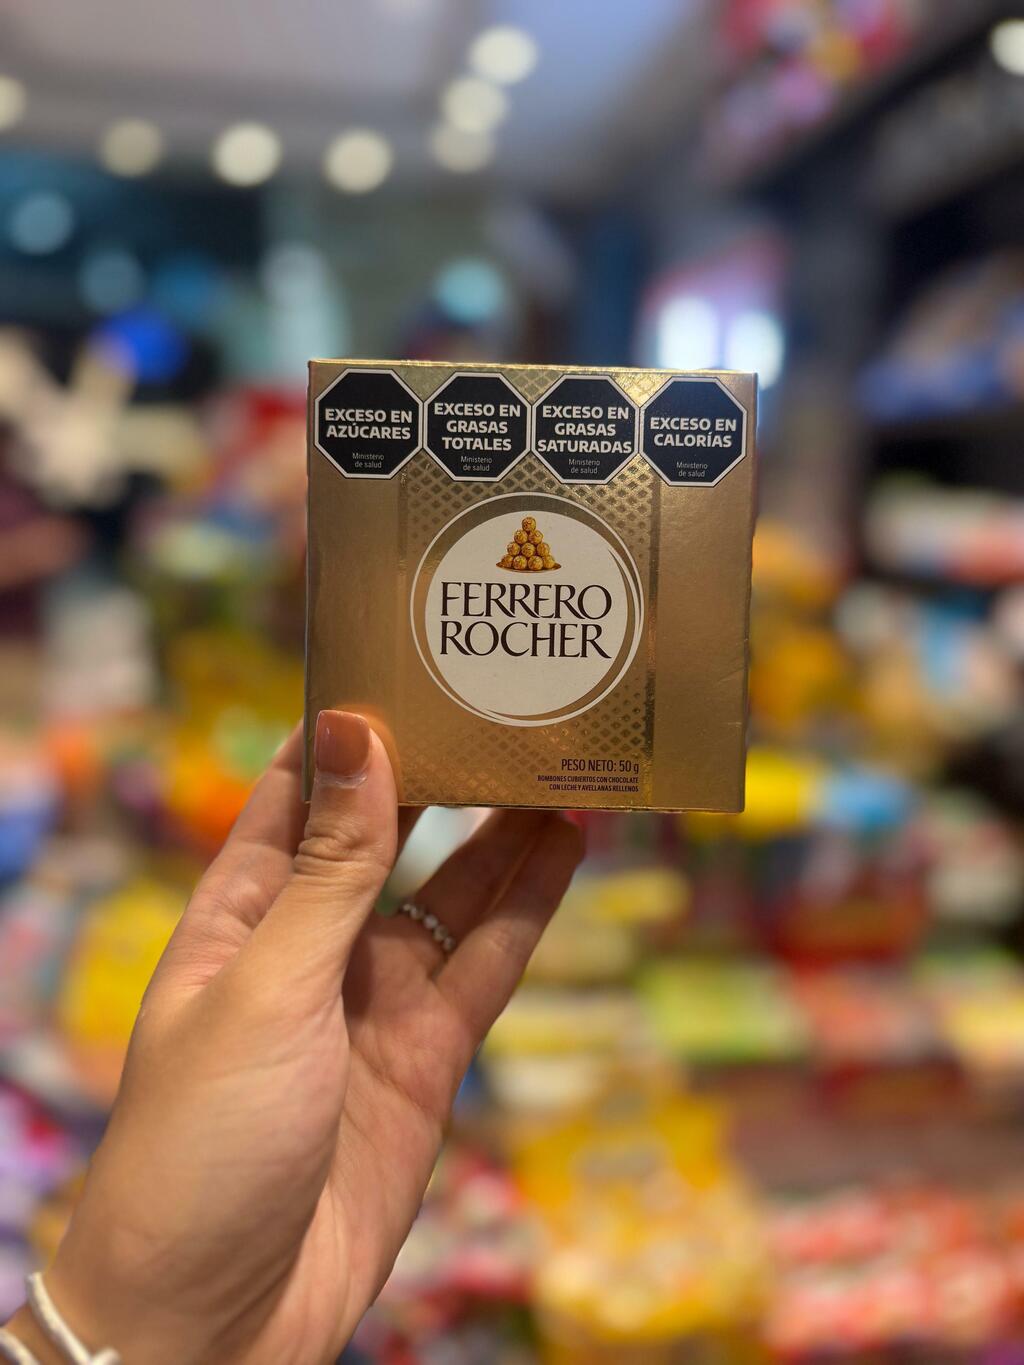 EXCESO EN
AZÚCARES
Ministerio
de salud
EXCESO EN
GRASAS
TOTALES
Ministerio
de salud
EXCESO EN
GRASAS
SATURADAS
Ministerio
de salud
EXCESO EN
CALORÍAS
Ministerio
de salud
FERRERO
ROCHER
PESO NETO: 50 g
BOMBONES CUBIERTOS CON CHOCOLATE
CON LECHE Y AVELLANAS RELLENOS